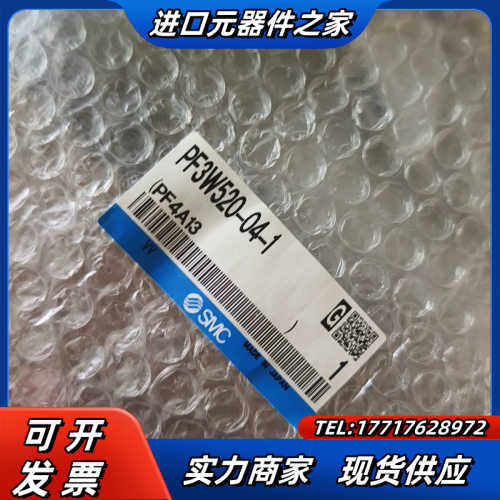 进口元器件之家
PF3W520-04-1
(PF4A13
)
W
SMC
MADE IN JAPAN
G
1
可开
发票
TEL:17717628972
实力商家 现货供应